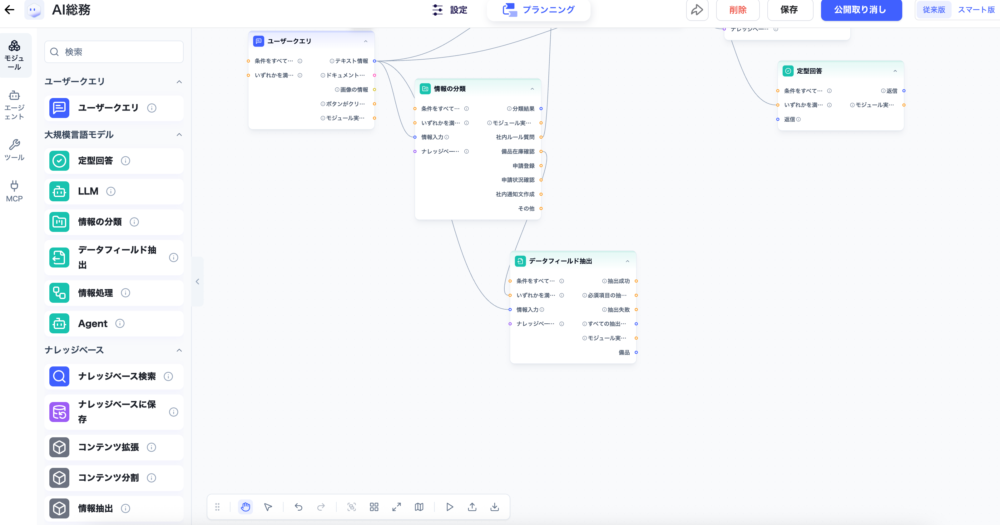 AI総務
設定
プランニング
削除
保存
公開取り消し
従来版
スマート版
モジュ
ール
エージ
ェント
ツール
MCP
検索
ユーザークエリ
ユーザークエリ
大規模言語モデル
定型回答
LLM
情報の分類
データフィールド抽
出
情報処理
Agent
ナレッジベース
ナレッジベース検索
ナレッジベースに保
存
コンテンツ拡張
コンテンツ分割
情報抽出
ユーザークエリ
条件をすべて… テキスト情報
いずれかを満… ドキュメント…
画像の情報
ボタンがクリ…
モジュール実…
情報の分類
条件をすべて… 分類結果
いずれかを満… モジュール実…
情報入力 社内ルール質問
ナレッジベー… 備品在庫確認
申請登録
申請状況確認
社内通知文作成
その他
データフィールド抽出
条件をすべて… 抽出成功
いずれかを満… 必須項目の抽…
情報入力 抽出失敗
ナレッジベー… すべての抽出…
モジュール実…
備品
ナレッジベー…
定型回答
条件をすべて… 返信
いずれかを満… モジュール実…
返信